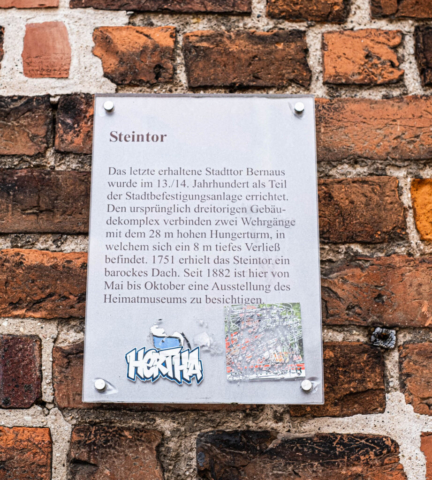 Steintor
Das letzte erhaltene Stadttor Bernaus
wurde im 13./14. Jahrhundert als Teil
der Stadtbefestigungsanlage errichtet.
Den ursprünglich dreitorigen Gebäu-
dekomplex verbinden zwei Wehrgänge
mit dem 28 m hohen Hungerturm, in
welchem sich ein 8 m tiefes Verließ
befindet. 1751 erhielt das Steintor ein
barockes Dach. Seit 1882 ist hier von
Mai bis Oktober eine Ausstellung des
Heimatmuseums zu besichtigen.
HERTHA